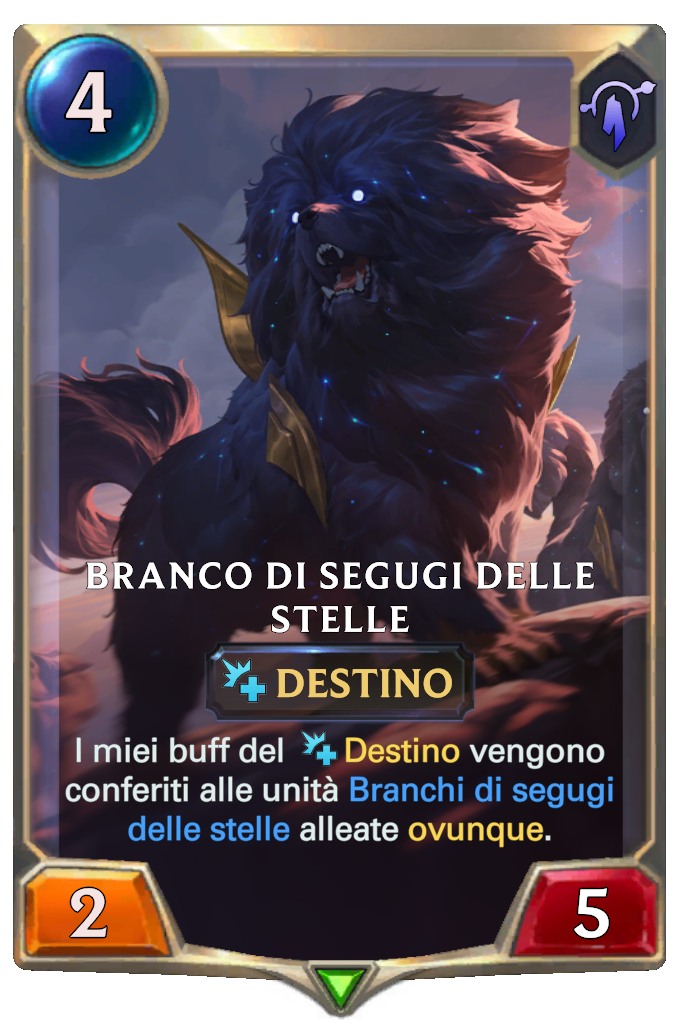 4
BRANCO DI SEGUGI DELLE
STELLE
DESTINO
I miei buff del Destino vengono
conferiti alle unità Branchi di segugi
delle stelle alleate ovunque.
2
5